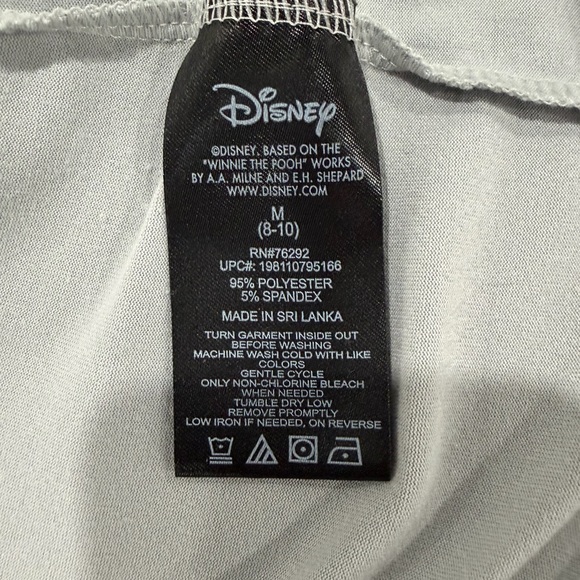 Disney
©DISNEY. BASED ON THE
"WINNIE THE POOH" WORKS
BY A.A. MILNE AND E.H. SHEPARD
WWW.DISNEY.COM
M
(8-10)
RN#76292
UPC#: 198110795166
95% POLYESTER
5% SPANDEX
MADE IN SRI LANKA
TURN GARMENT INSIDE OUT
BEFORE WASHING
MACHINE WASH COLD WITH LIKE
COLORS
GENTLE CYCLE
ONLY NON-CHLORINE BLEACH
WHEN NEEDED
TUMBLE DRY LOW
REMOVE PROMPTLY
LOW IRON IF NEEDED, ON REVERSE